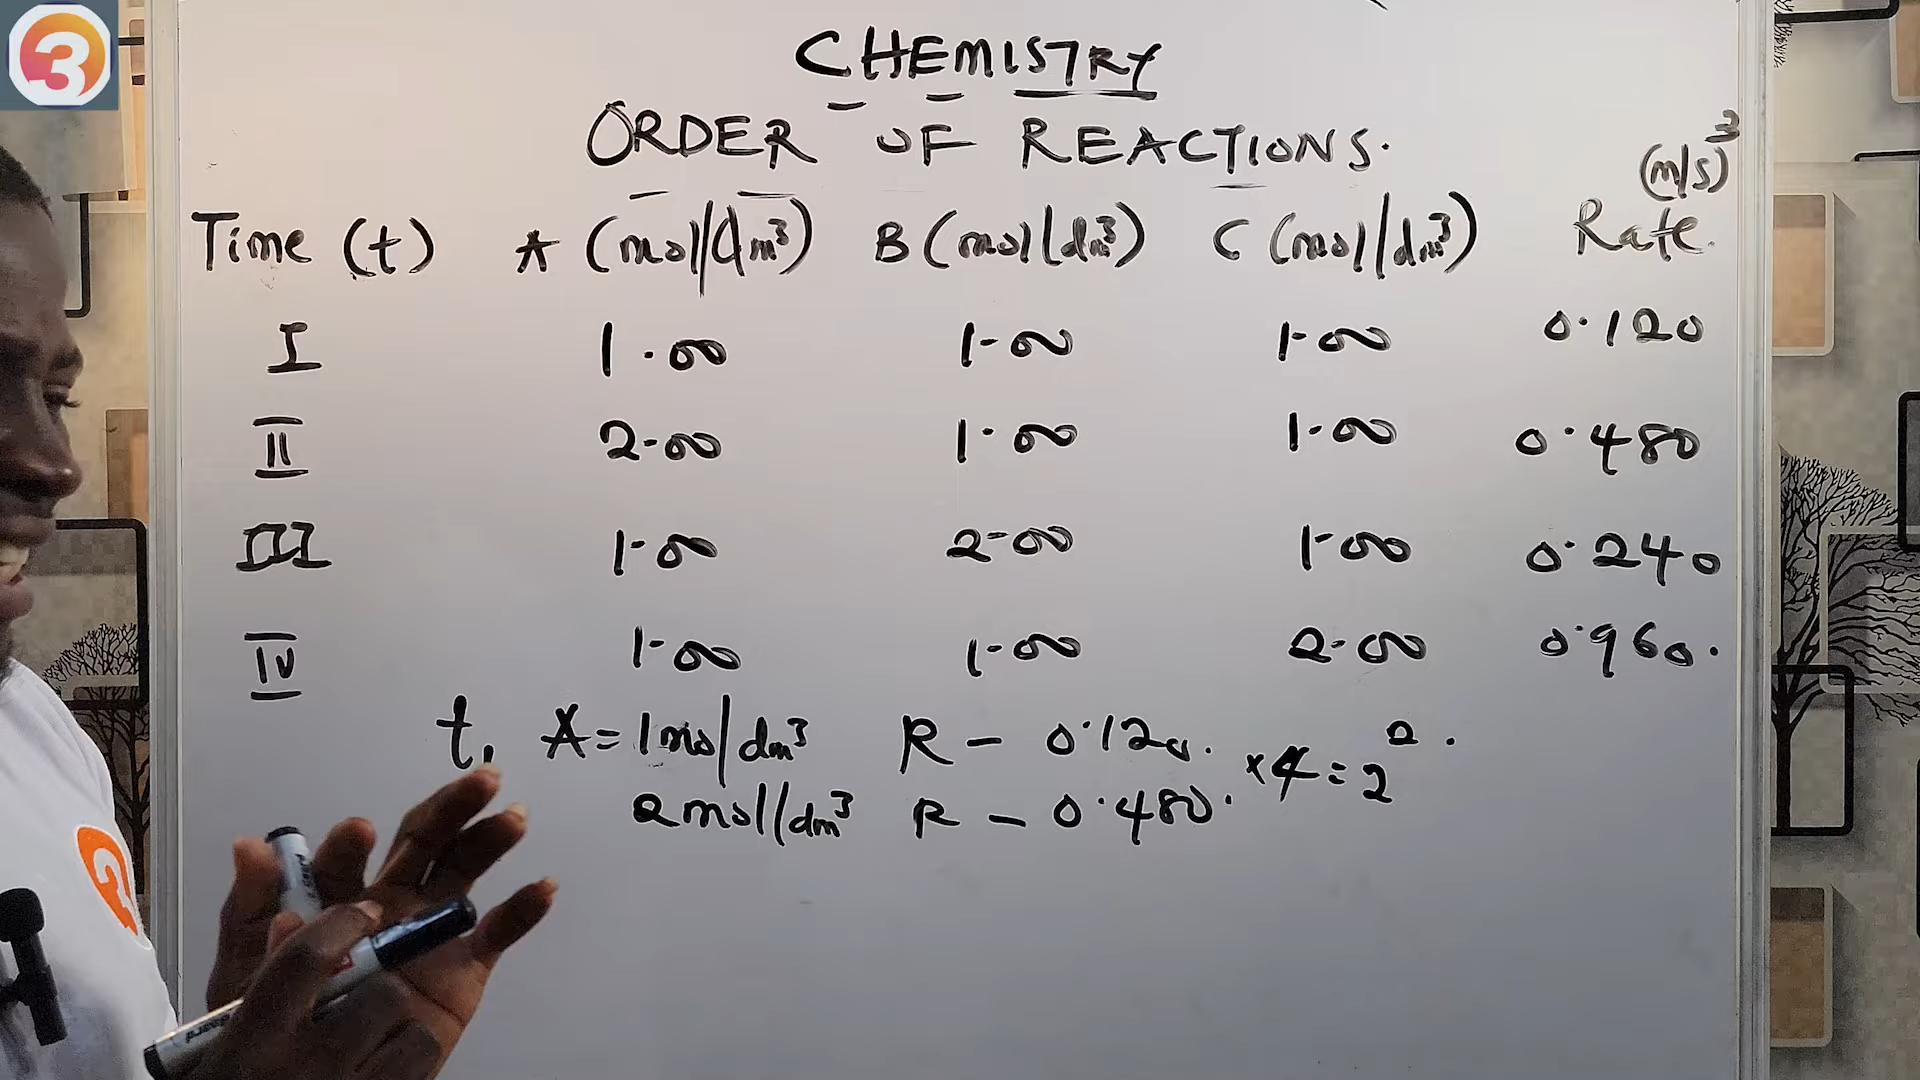 3
CHEMISTRY
ORDER OF REACTIONS.
(m/s)³
Time (t) A (mol/dm³) B (mol/dm³) C (mol/dm³) Rate.
I 1.00 1.00 1.00 0.120
II 2.00 1.00 1.00 0.480
III 1.00 2.00 1.00 0.240
IV 1.00 1.00 2.00 0.960.
t, A = 1mol/dm³ R - 0.120.
×4 = 2² .
2mol/dm³ R - 0.480.
3